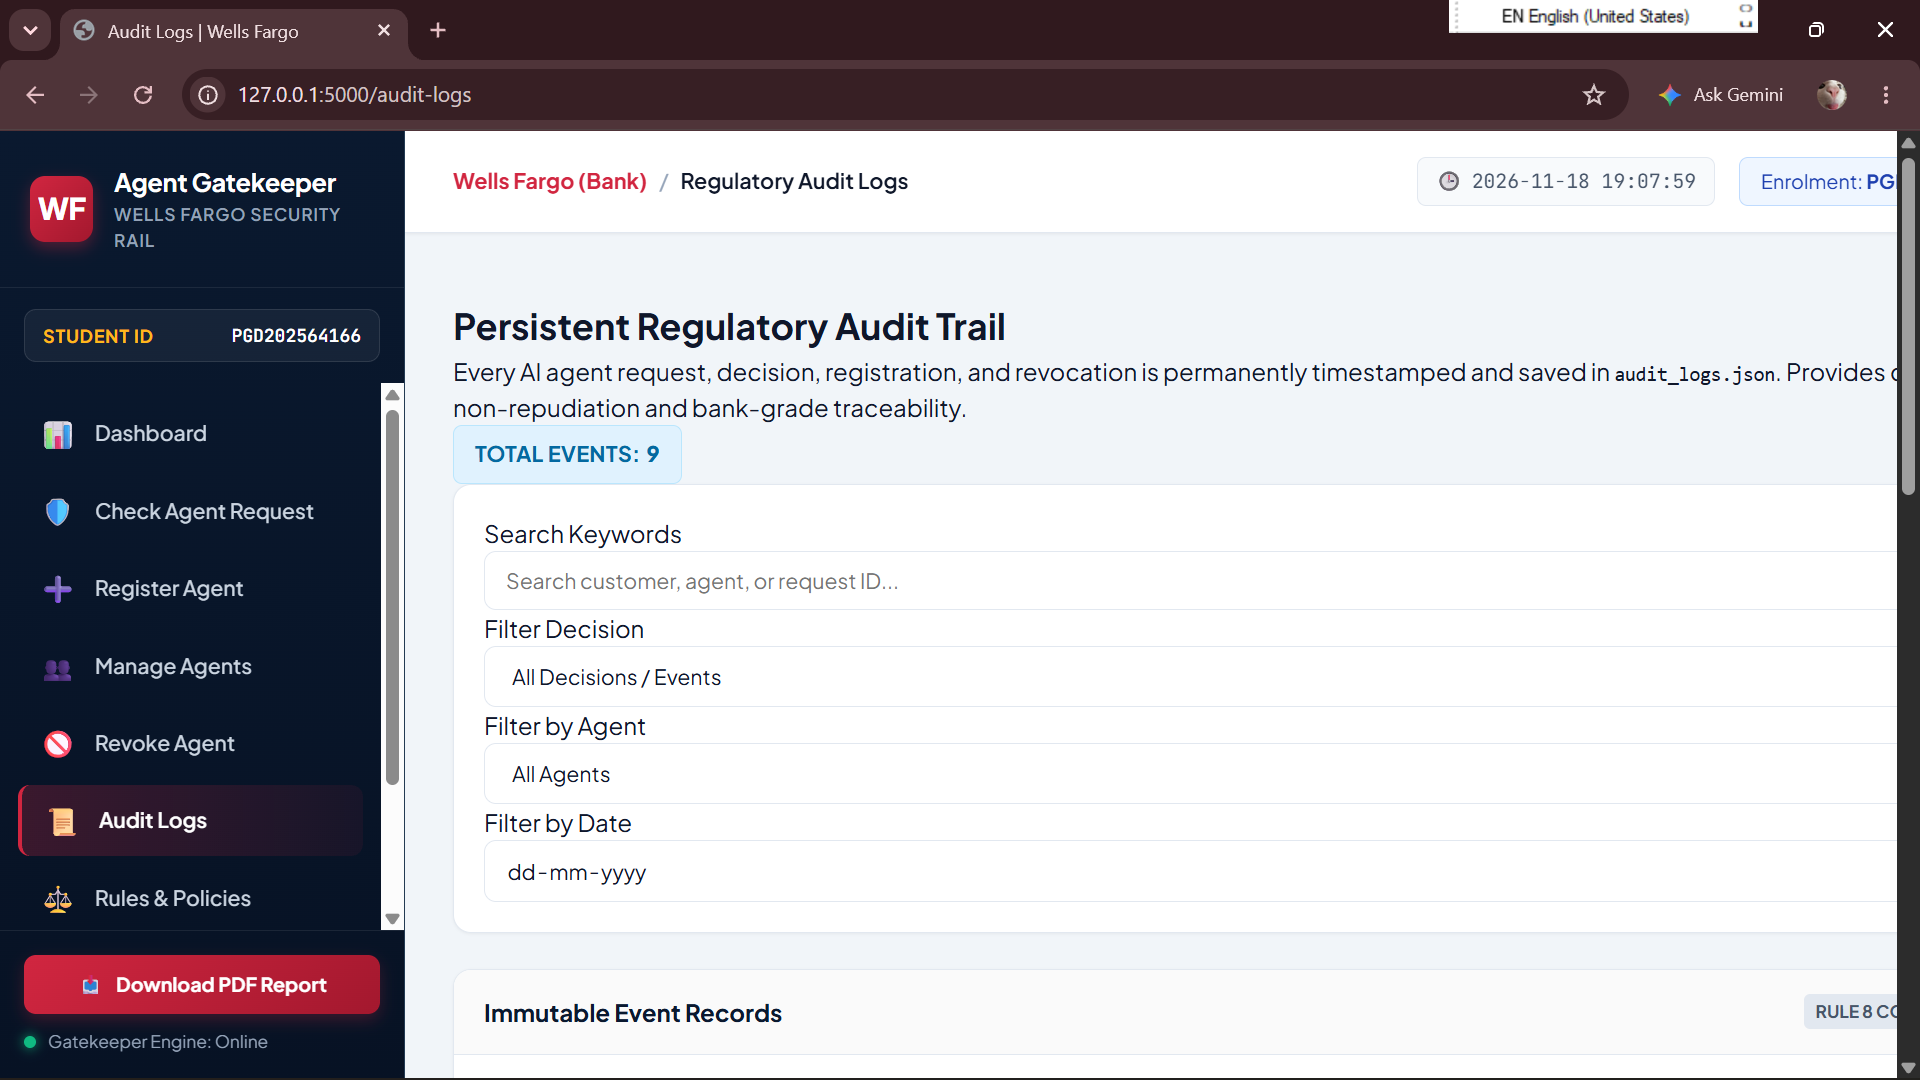 Audit Logs | Wells Fargo
EN English (United States)
127.0.0.1:5000/audit-logs
Ask Gemini
WF
Agent Gatekeeper
WELLS FARGO SECURITY
RAIL
STUDENT ID PGD202564166
Dashboard
Check Agent Request
Register Agent
Manage Agents
Revoke Agent
Audit Logs
Rules & Policies
Download PDF Report
Gatekeeper Engine: Online
Wells Fargo (Bank) / Regulatory Audit Logs
2026-11-18 19:07:59
Enrolment:
Persistent Regulatory Audit Trail
Every AI agent request, decision, registration, and revocation is permanently timestamped and saved in audit_logs.json. Provides
non-repudiation and bank-grade traceability.
TOTAL EVENTS: 9
Search Keywords
Search customer, agent, or request ID...
Filter Decision
All Decisions / Events
Filter by Agent
All Agents
Filter by Date
dd-mm-yyyy
Immutable Event Records
RULE 8